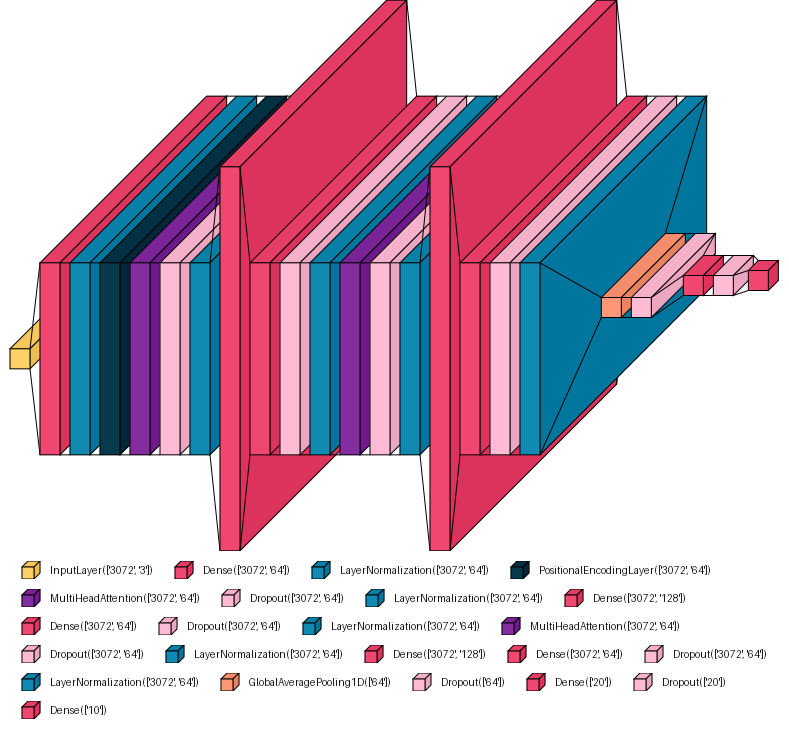 InputLayer(['3072', '3']) Dense(['3072', '64']) LayerNormalization(['3072', '64']) PositionalEncodingLayer(['3072', '64'])
MultiHeadAttention(['3072', '64']) Dropout(['3072', '64']) LayerNormalization(['3072', '64']) Dense(['3072', '128'])
Dense(['3072', '64']) Dropout(['3072', '64']) LayerNormalization(['3072', '64']) MultiHeadAttention(['3072', '64'])
Dropout(['3072', '64']) LayerNormalization(['3072', '64']) Dense(['3072', '128']) Dense(['3072', '64']) Dropout(['3072', '64'])
LayerNormalization(['3072', '64']) GlobalAveragePooling1D(['64']) Dropout(['64']) Dense(['20']) Dropout(['20'])
Dense(['10'])